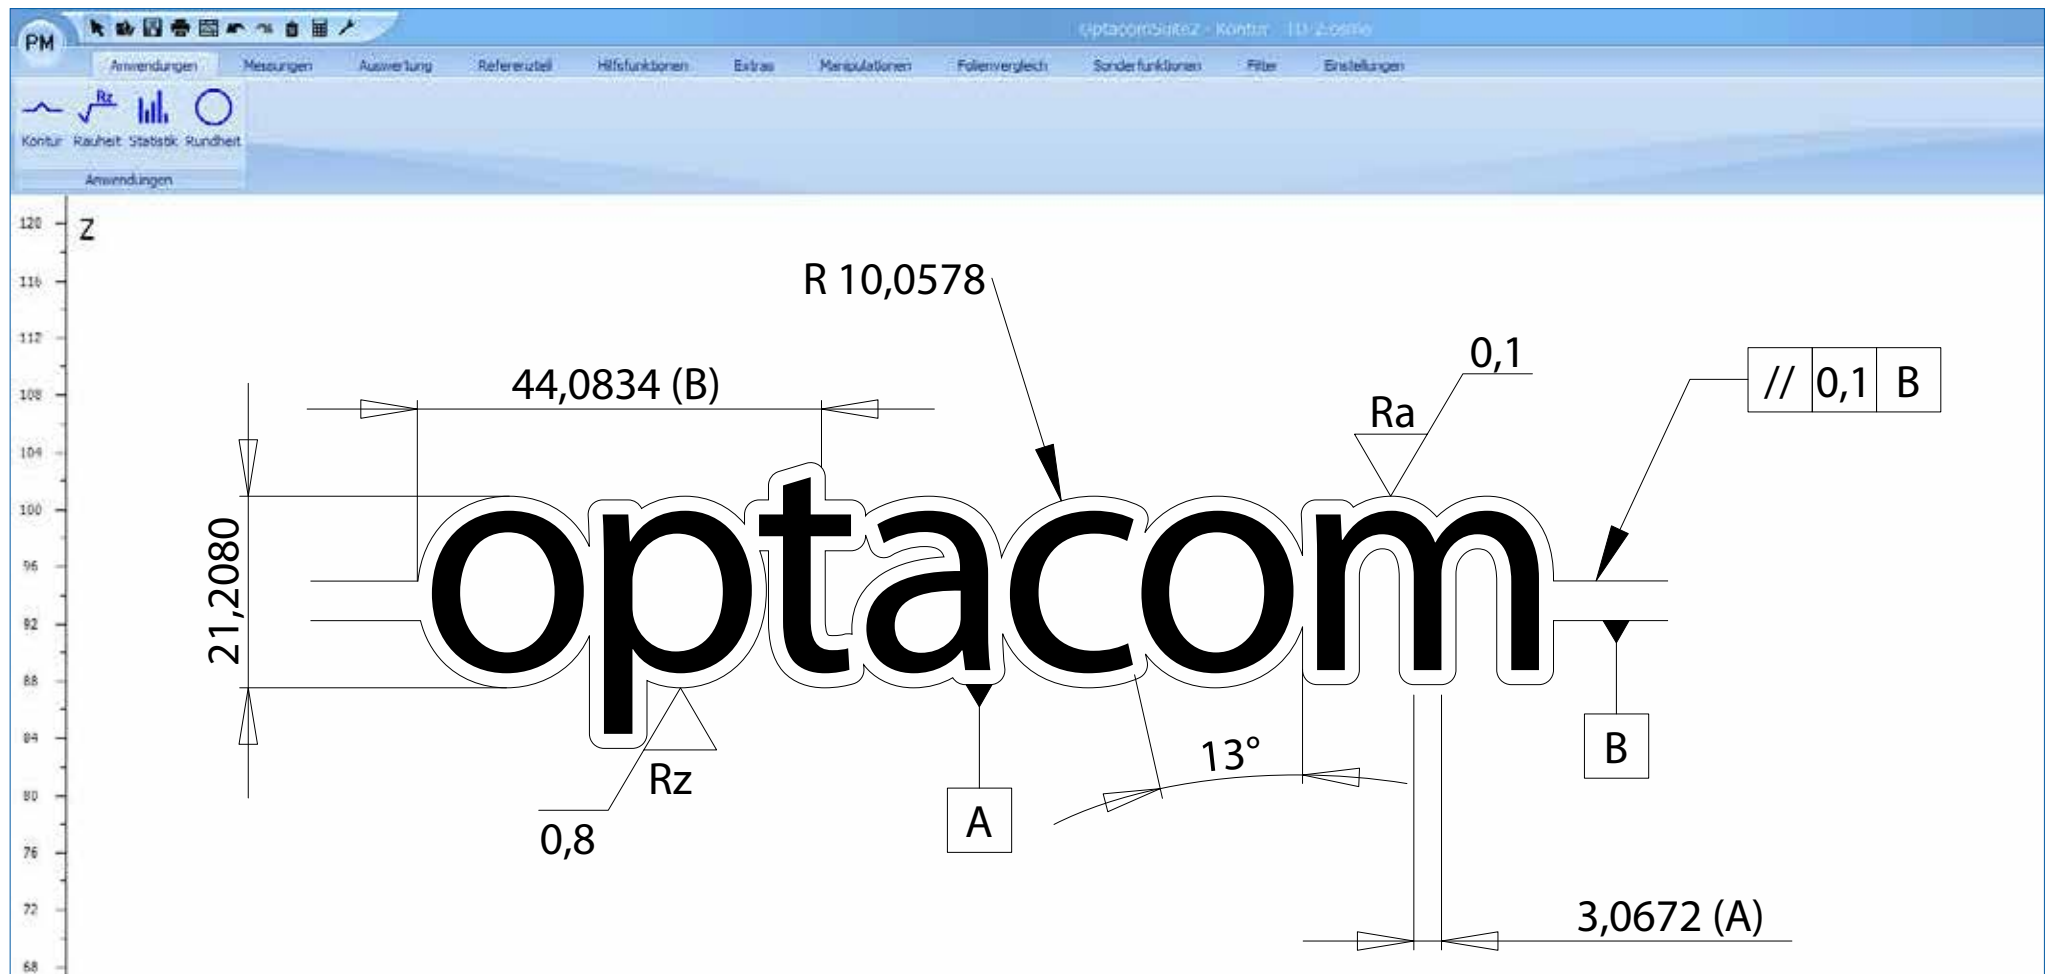 PM
OptacomSuite2 - Kontur
Anwendungen Messungen Auswertung Referenzteil Hilfsfunktionen Extras Manipulationen Folienvergleich Sonderfunktionen Filter Einstellungen
Rz
Kontur Rauheit Statistik Rundheit
Anwendungen
120
Z
116
R 10,0578
112
0,1
108
44,0834 (B)
// 0,1 B
Ra
104
100
optacom
96
21,2080
92
88
84
B
13°
Rz
80
A
0,8
76
72
3,0672 (A)
68